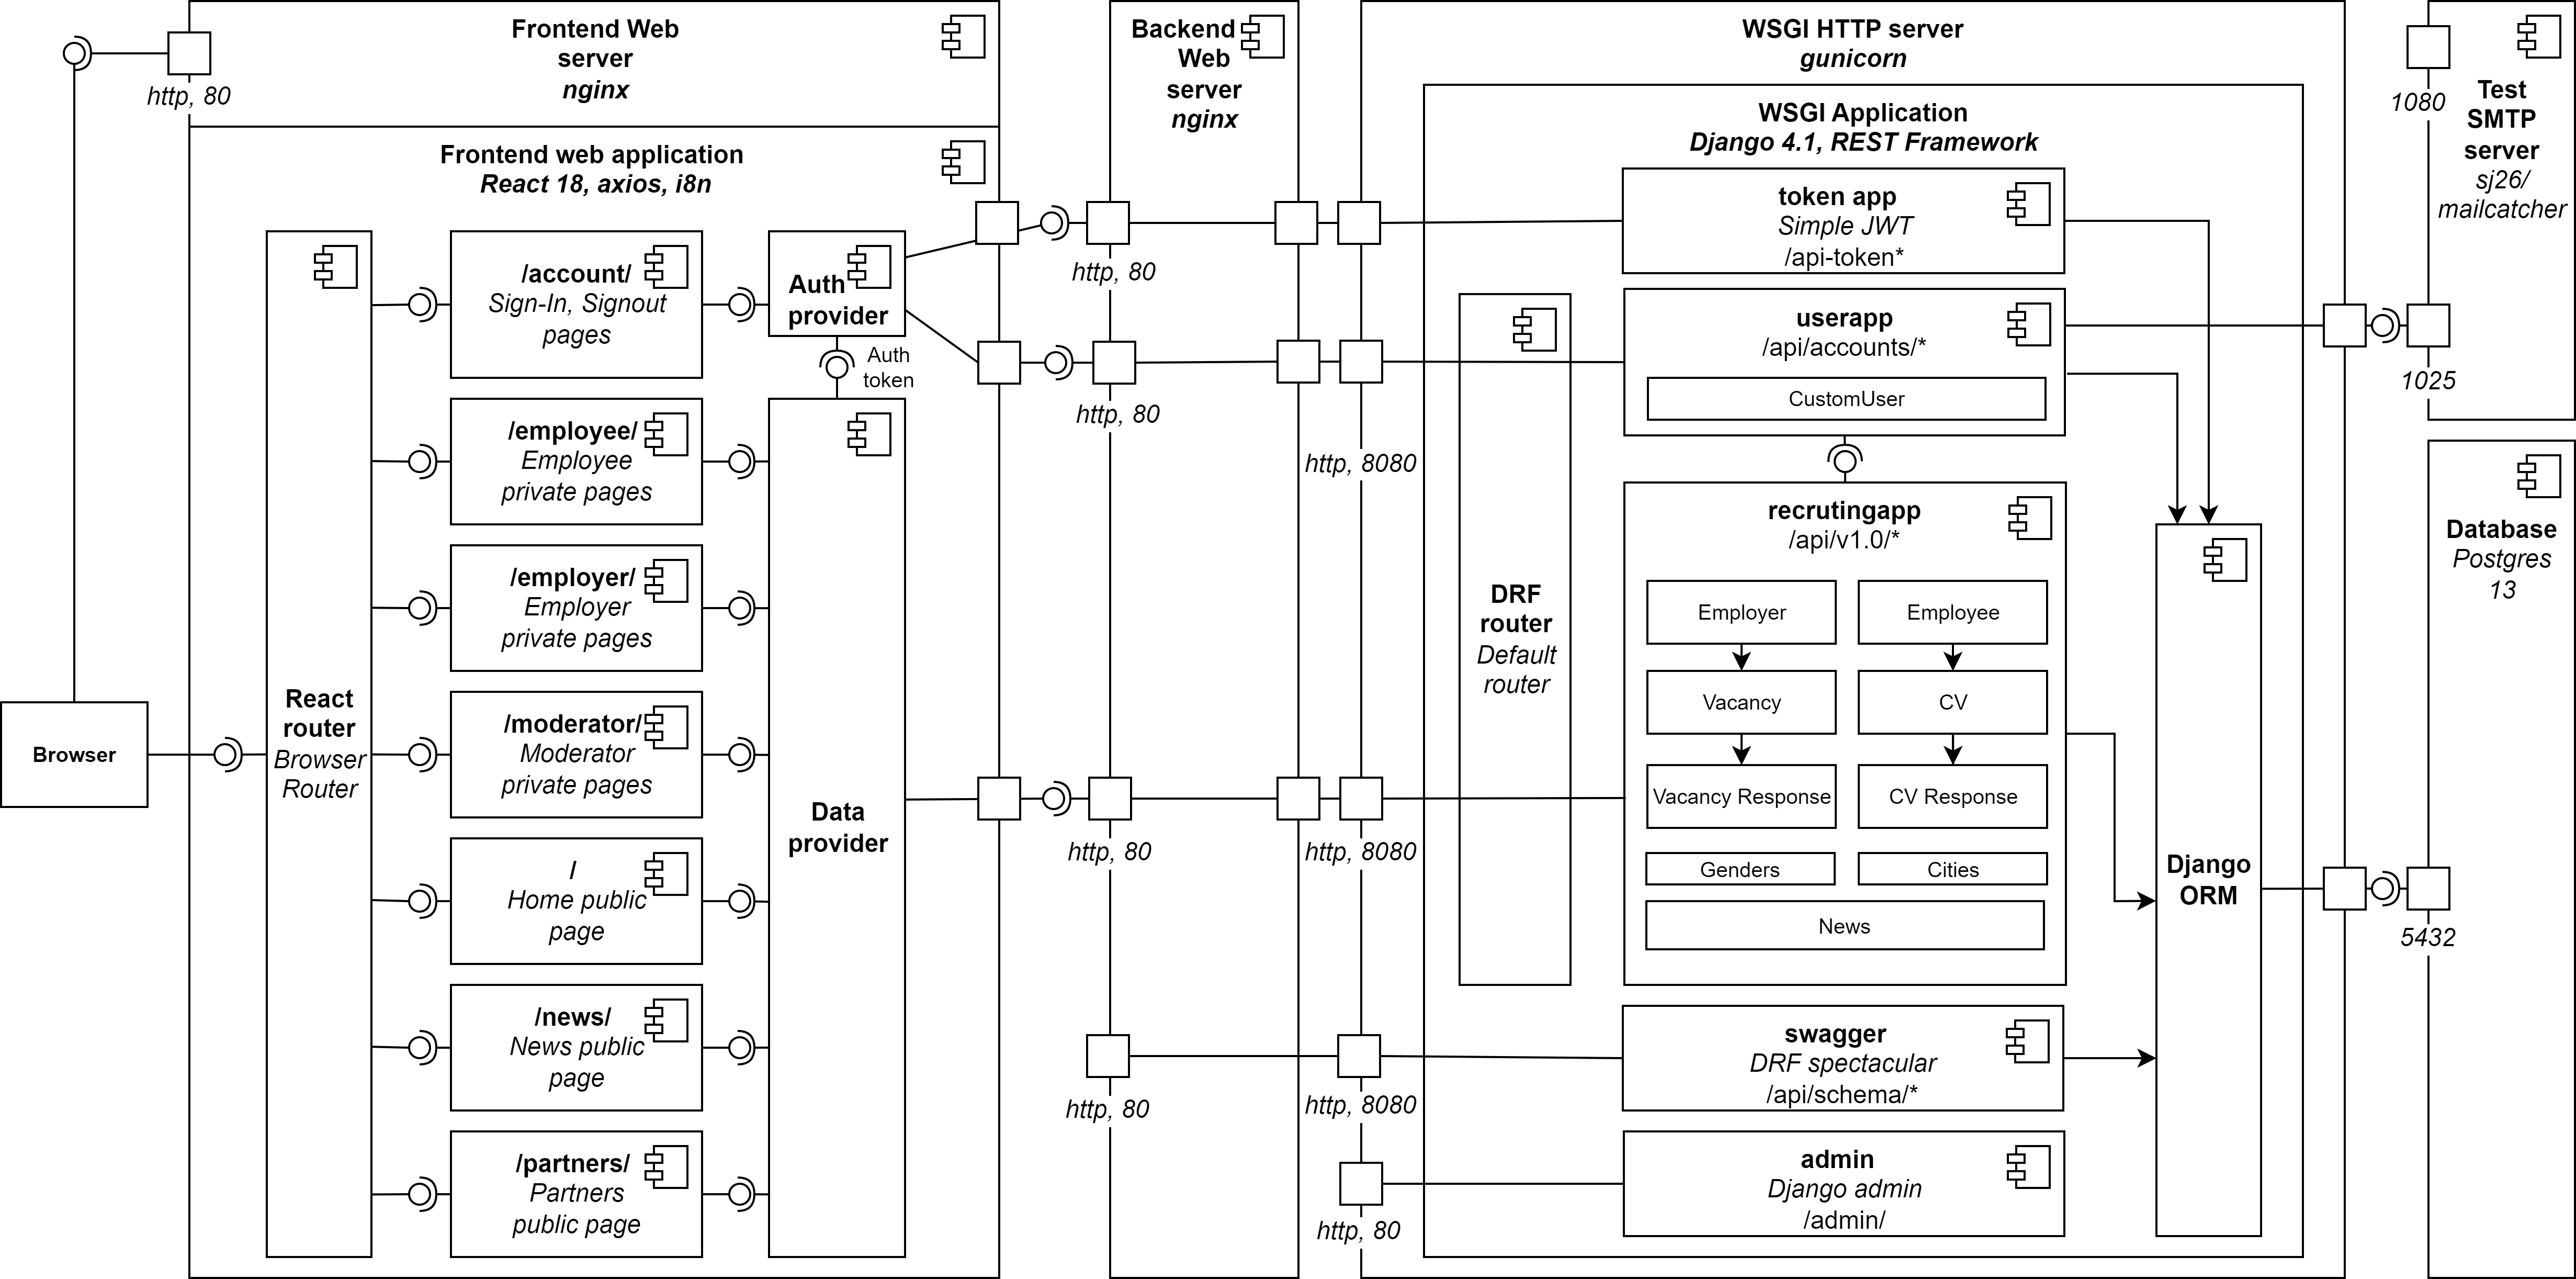 http, 80
Frontend Web
server
nginx
Frontend web application
React 18, axios, i8n
Browser
React
router
Browser
Router
/account/
Sign-In, Signout
pages
/employee/
Employee
private pages
/employer/
Employer
private pages
/moderator/
Moderator
private pages
/
Home public
page
/news/
News public
page
/partners/
Partners
public page
Auth
provider
Auth
token
Data
provider
Backend
Web
server
nginx
http, 80
http, 80
http, 80
http, 80
WSGI HTTP server
gunicorn
http, 8080
http, 8080
http, 8080
http, 80
WSGI Application
Django 4.1, REST Framework
DRF
router
Default
router
token app
Simple JWT
/api-token*
userapp
/api/accounts/*
CustomUser
recrutingapp
/api/v1.0/*
Employer
Employee
Vacancy
CV
Vacancy Response
CV Response
Genders
Cities
News
swagger
DRF spectacular
/api/schema/*
admin
Django admin
/admin/
Django
ORM
1080
Test
SMTP
server
sj26/
mailcatcher
1025
Database
Postgres
13
5432